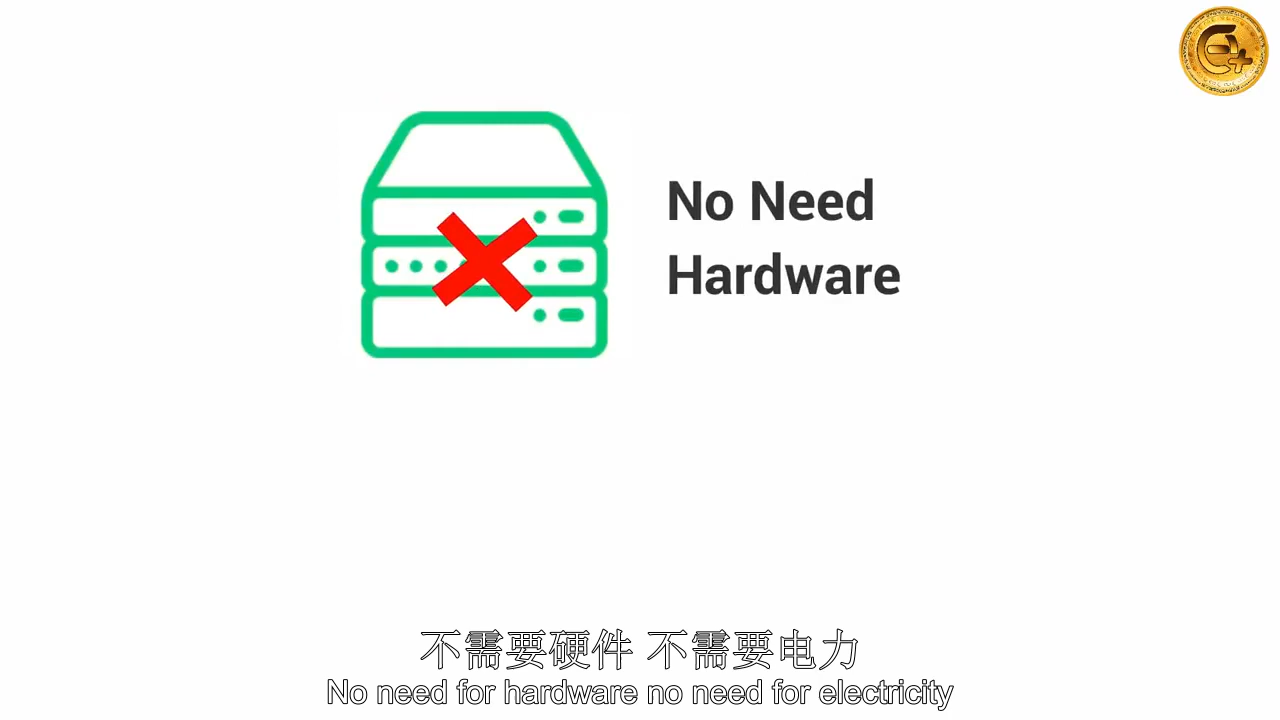 No Need
Hardware
不需要硬件 不需要电力
No need for hardware no need for electricity